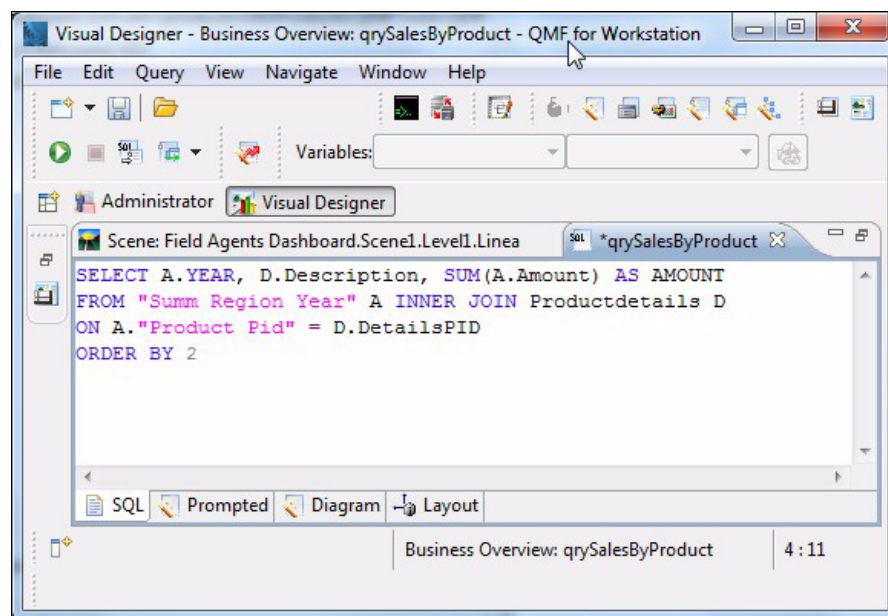 Visual Designer - Business Overview: qrySalesByProduct - QMF for Workstation
File Edit Query View Navigate Window Help
SQL
Variables:
Administrator Visual Designer
Scene: Field Agents Dashboard.Scene1.Level1.Linea SQL *qrySalesByProduct
SELECT A.YEAR, D.Description, SUM(A.Amount) AS AMOUNT
FROM "Summ Region Year" A INNER JOIN Productdetails D
ON A."Product Pid" = D.DetailsPID
ORDER BY 2
SQL Prompted Diagram Layout
Business Overview: qrySalesByProduct 4 : 11